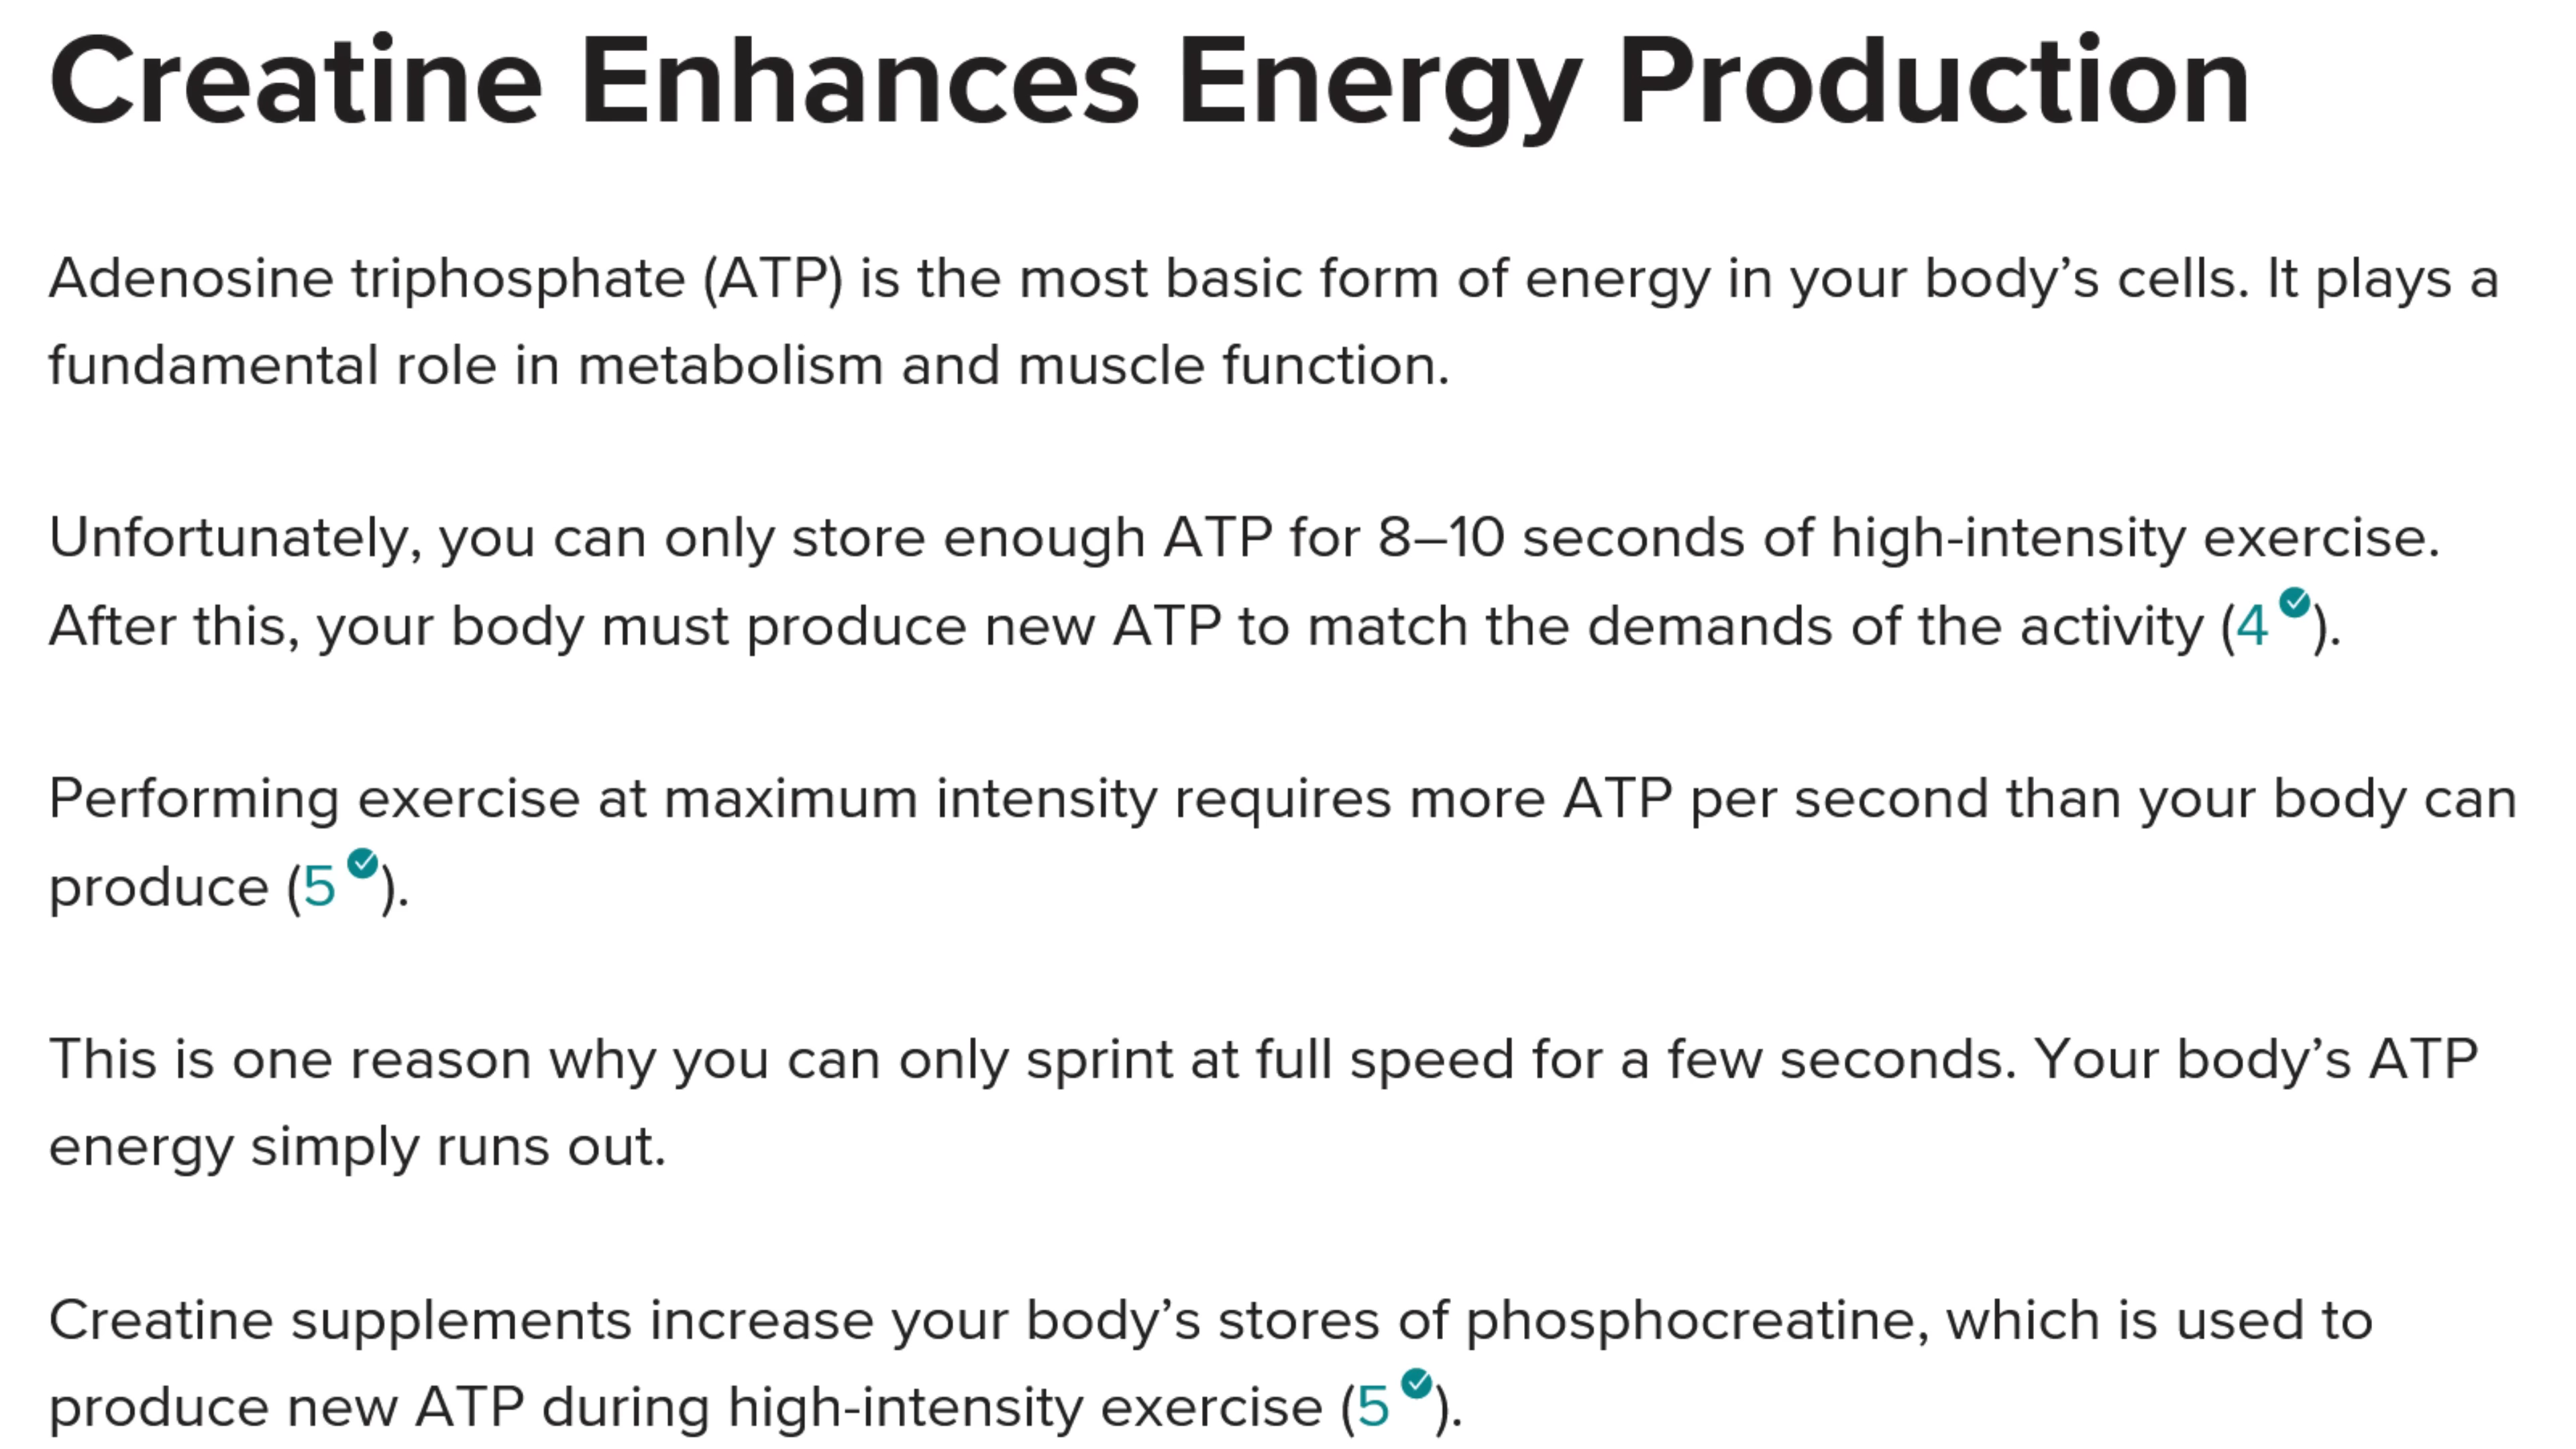 Creatine Enhances Energy Production
Adenosine triphosphate (ATP) is the most basic form of energy in your body’s cells. It plays a
fundamental role in metabolism and muscle function.
Unfortunately, you can only store enough ATP for 8–10 seconds of high-intensity exercise.
After this, your body must produce new ATP to match the demands of the activity (4).
Performing exercise at maximum intensity requires more ATP per second than your body can
produce (5).
This is one reason why you can only sprint at full speed for a few seconds. Your body’s ATP
energy simply runs out.
Creatine supplements increase your body’s stores of phosphocreatine, which is used to
produce new ATP during high-intensity exercise (5).